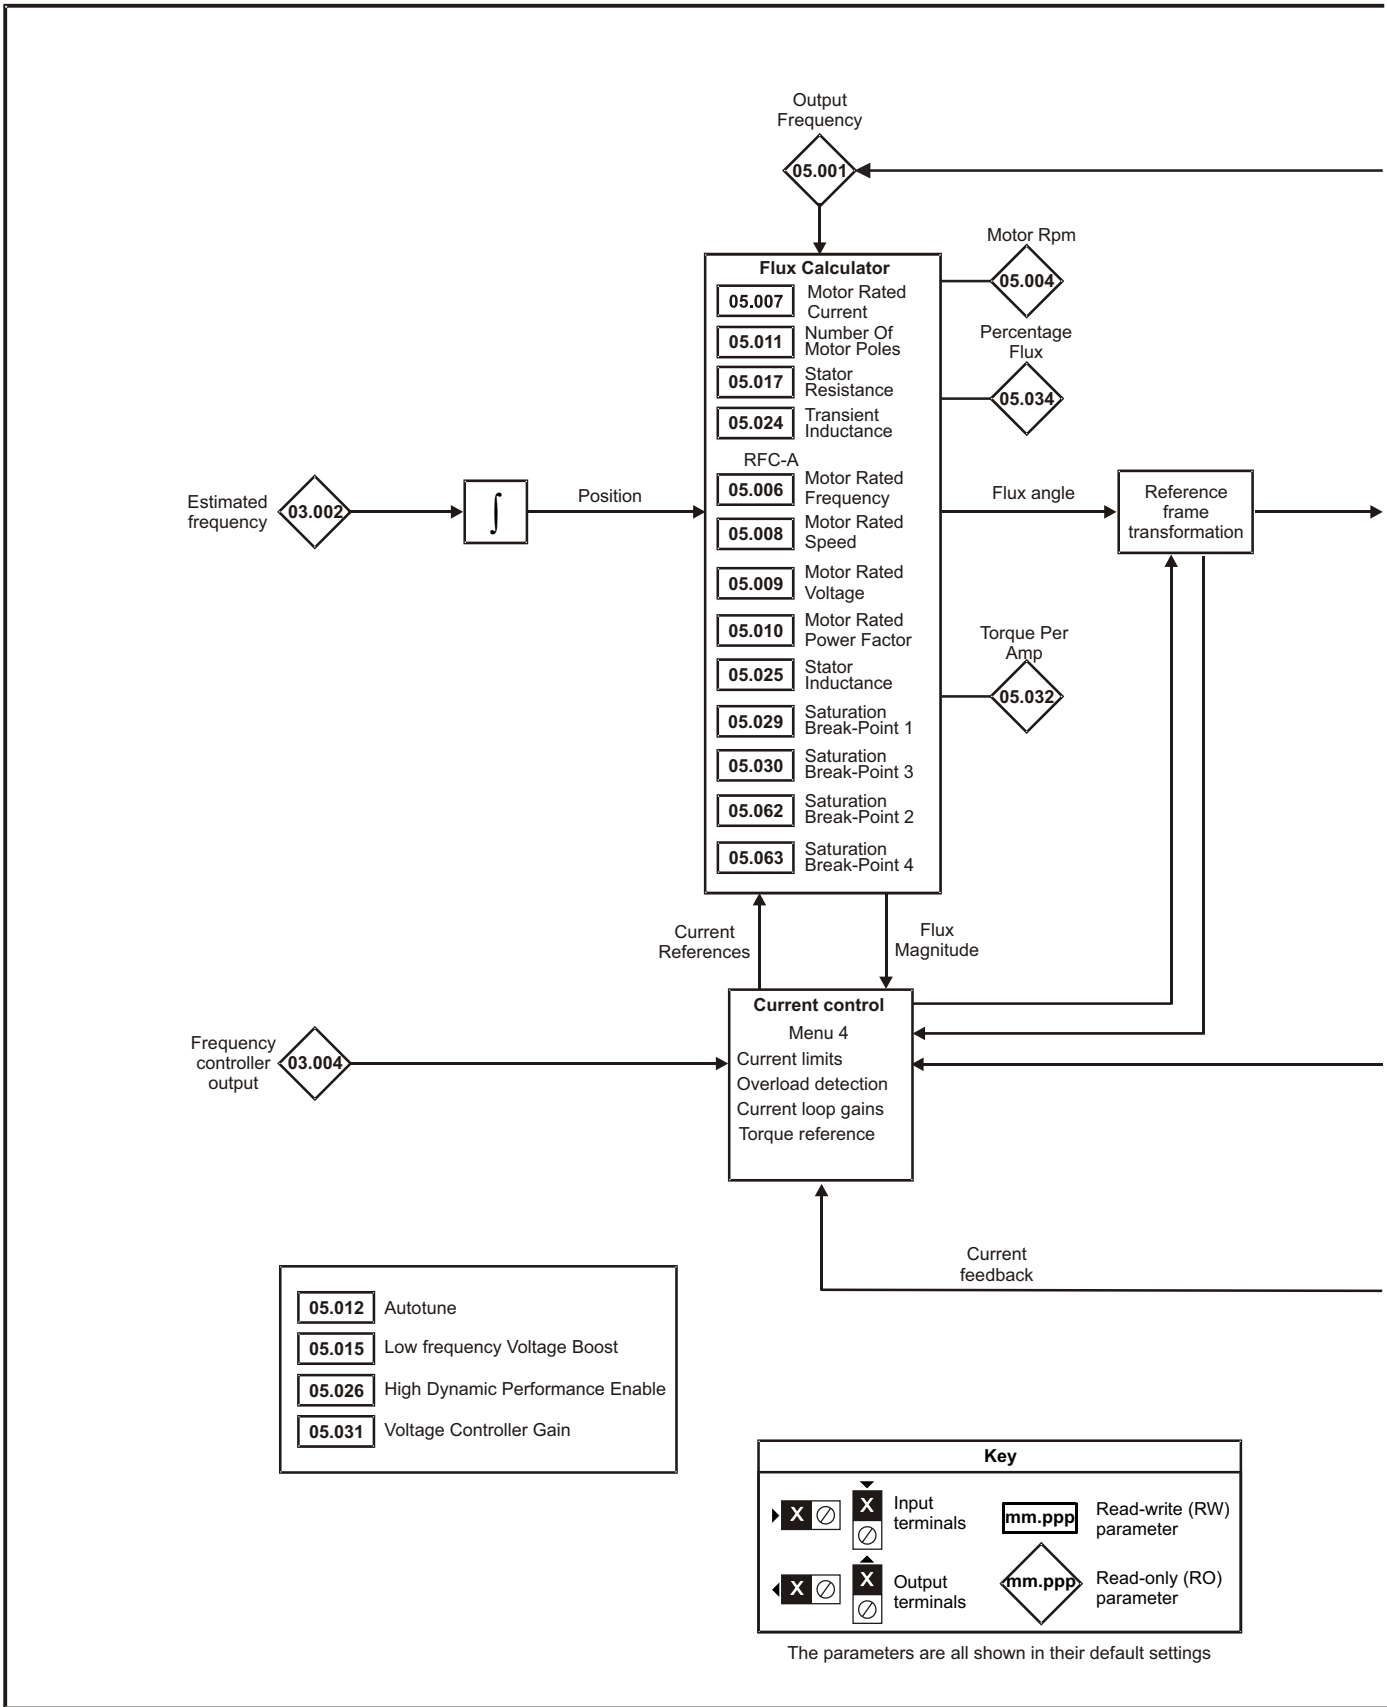 Output
Frequency
05.001
Motor Rpm
05.004
Percentage
Flux
05.034
Flux Calculator
05.007 Motor Rated
Current
05.011 Number Of
Motor Poles
05.017 Stator
Resistance
05.024 Transient
Inductance
RFC-A
05.006 Motor Rated
Frequency
05.008 Motor Rated
Speed
05.009 Motor Rated
Voltage
05.010 Motor Rated
Power Factor
05.025 Stator
Inductance
05.029 Saturation
Break-Point 1
05.030 Saturation
Break-Point 3
05.062 Saturation
Break-Point 2
05.063 Saturation
Break-Point 4
Estimated
frequency
03.002
∫
Position
Flux angle
Reference
frame
transformation
Torque Per
Amp
05.032
Current
References
Flux
Magnitude
Frequency
controller
output
03.004
Current control
Menu 4
Current limits
Overload detection
Current loop gains
Torque reference
Current
feedback
05.012 Autotune
05.015 Low frequency Voltage Boost
05.026 High Dynamic Performance Enable
05.031 Voltage Controller Gain
Key
X X Input
terminals
mm.ppp Read-write (RW)
parameter
X X Output
terminals
mm.ppp Read-only (RO)
parameter
The parameters are all shown in their default settings